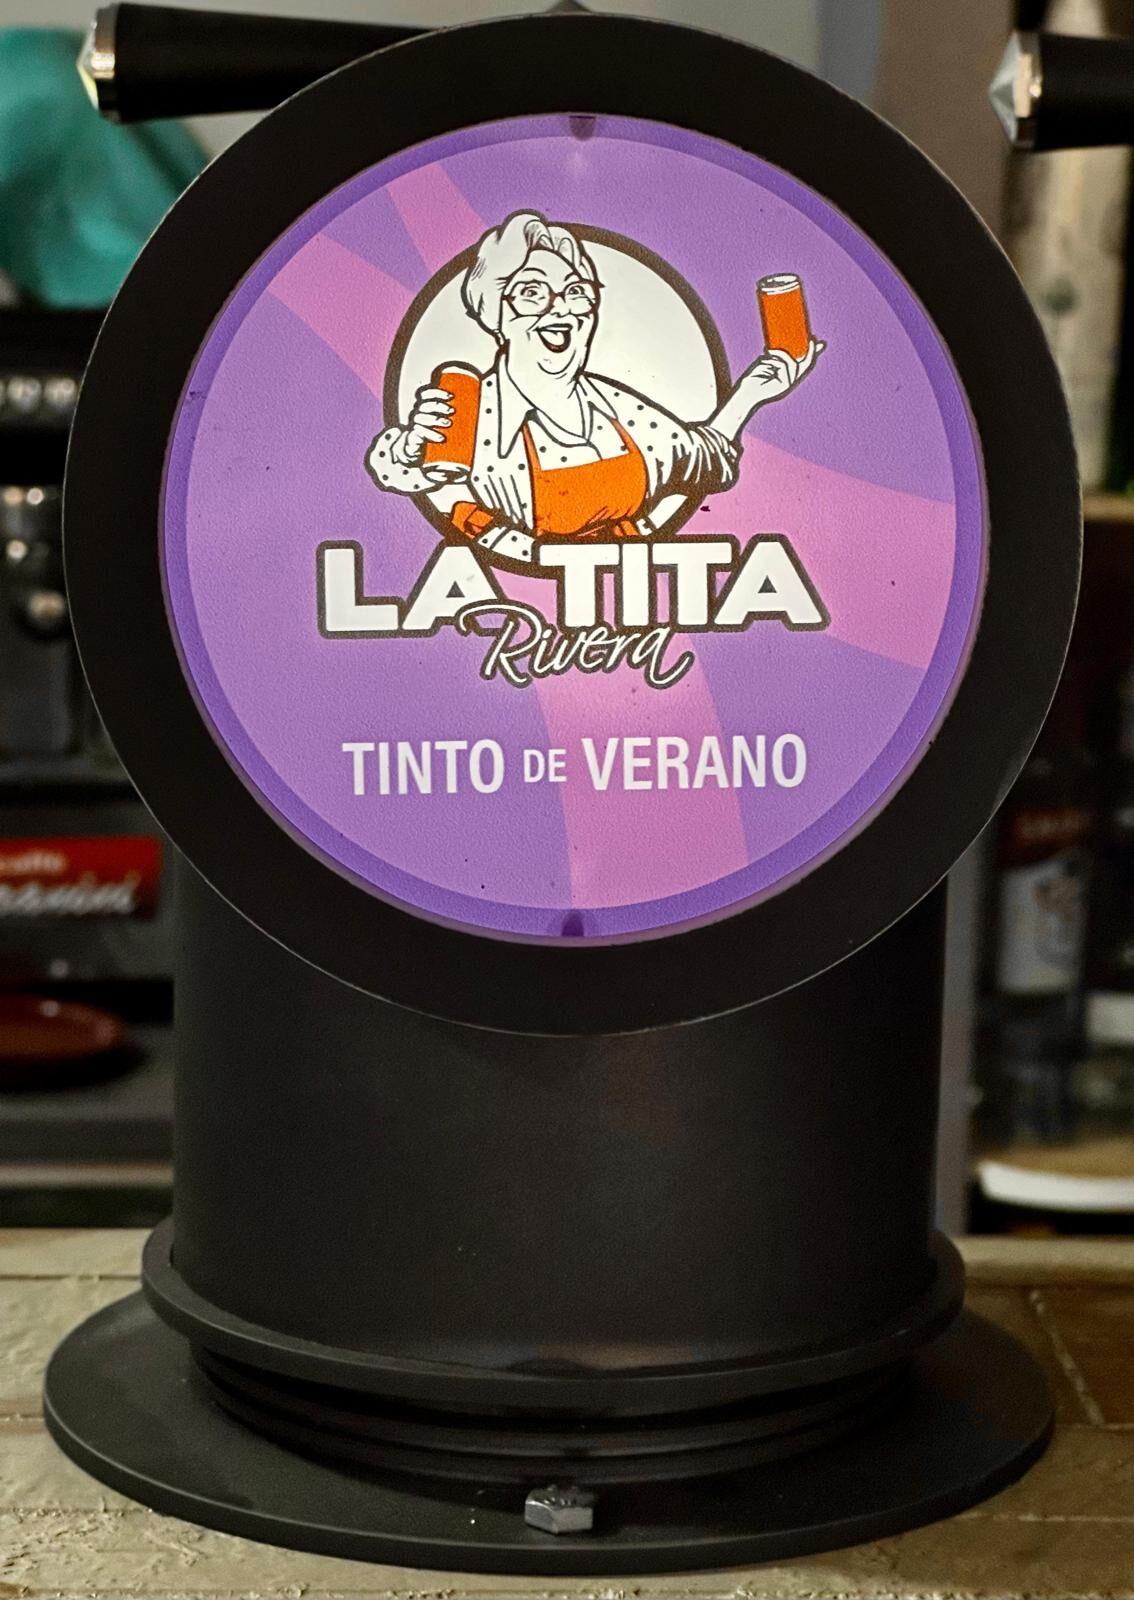 LA TITA
Rivera
TINTO DE VERANO